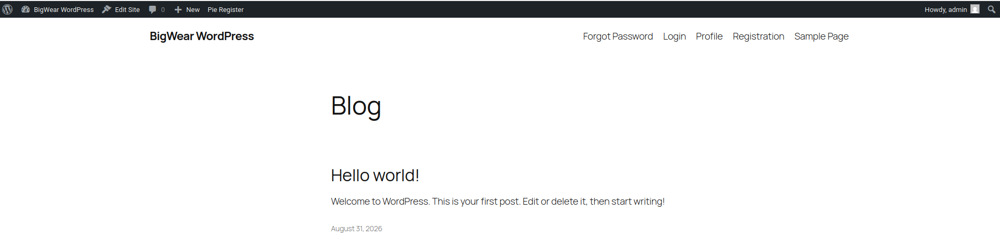 BigWear WordPress Edit Site 0 New Pie Register Howdy, admin
BigWear WordPress Forgot Password Login Profile Registration Sample Page
Blog
Hello world!
Welcome to WordPress. This is your first post. Edit or delete it, then start writing!
August 31, 2026